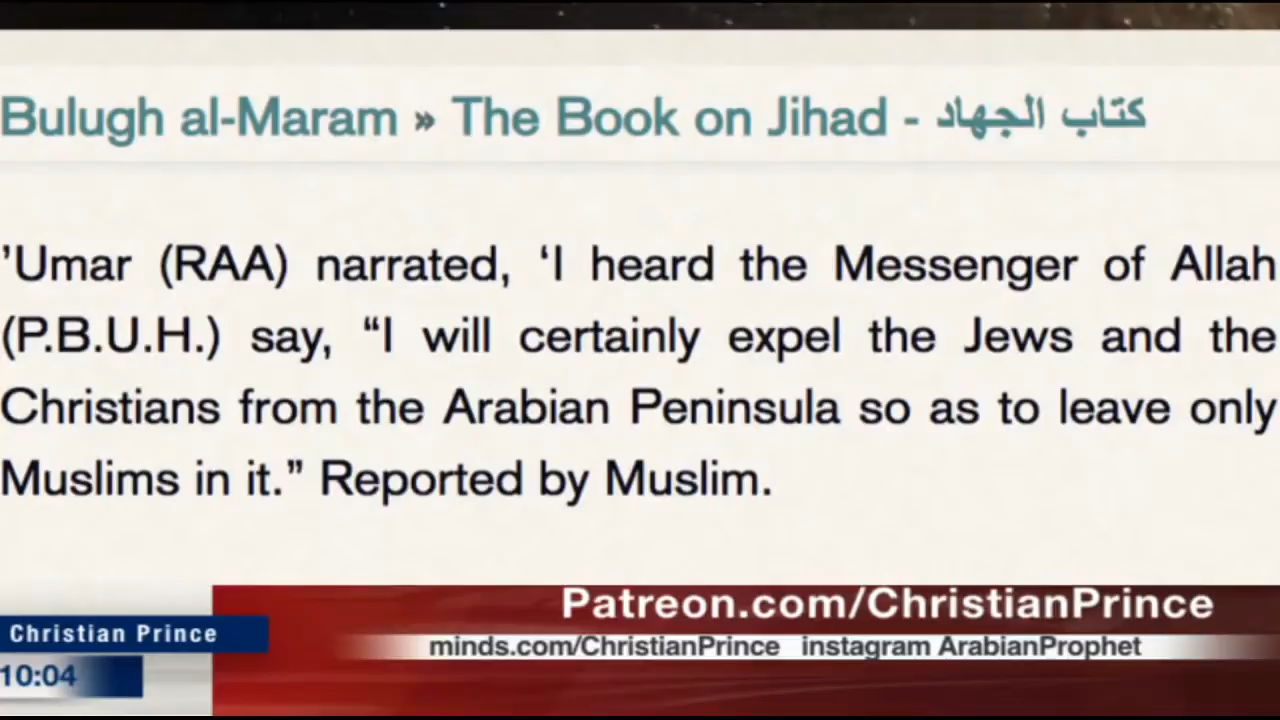 Bulugh al-Maram » The Book on Jihad - كتاب الجهاد
’Umar (RAA) narrated, ‘I heard the Messenger of Allah
(P.B.U.H.) say, “I will certainly expel the Jews and the
Christians from the Arabian Peninsula so as to leave only
Muslims in it.” Reported by Muslim.
Patreon.com/ChristianPrince
Christian Prince
minds.com/ChristianPrince instagram ArabianProphet
10:04